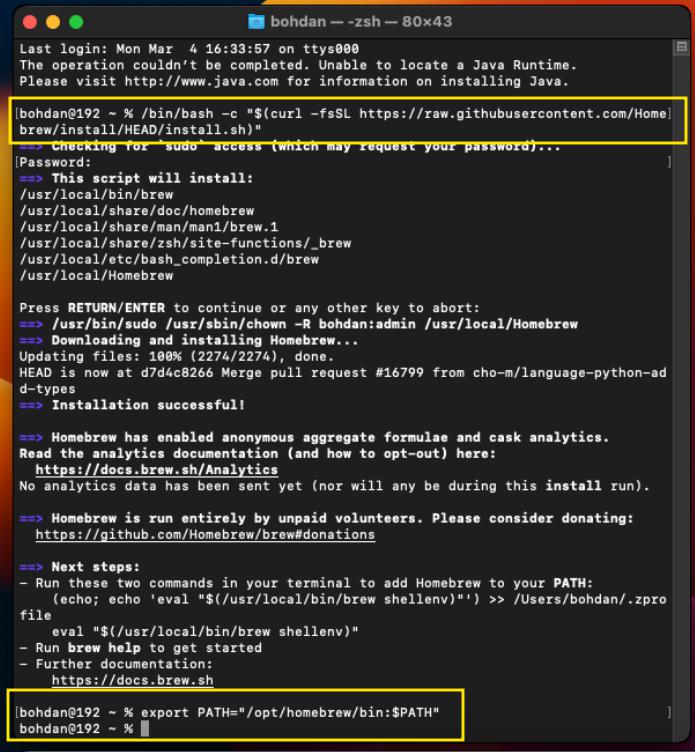 bohdan — -zsh — 80×43
Last login: Mon Mar  4 16:33:57 on ttys000
The operation couldn’t be completed. Unable to locate a Java Runtime.
Please visit http://www.java.com for information on installing Java.
[bohdan@192 ~ % /bin/bash -c "$(curl -fsSL https://raw.githubusercontent.com/Home]
brew/install/HEAD/install.sh)"
==> Checking for `sudo` access (which may request your password)...
[Password: ]
==> This script will install:
/usr/local/bin/brew
/usr/local/share/doc/homebrew
/usr/local/share/man/man1/brew.1
/usr/local/share/zsh/site-functions/_brew
/usr/local/etc/bash_completion.d/brew
/usr/local/Homebrew
Press RETURN/ENTER to continue or any other key to abort:
==> /usr/bin/sudo /usr/sbin/chown -R bohdan:admin /usr/local/Homebrew
==> Downloading and installing Homebrew...
Updating files: 100% (2274/2274), done.
HEAD is now at d7d4c8266 Merge pull request #16799 from cho-m/language-python-ad
d-types
==> Installation successful!
==> Homebrew has enabled anonymous aggregate formulae and cask analytics.
Read the analytics documentation (and how to opt-out) here:
https://docs.brew.sh/Analytics
No analytics data has been sent yet (nor will any be during this install run).
==> Homebrew is run entirely by unpaid volunteers. Please consider donating:
https://github.com/Homebrew/brew#donations
==> Next steps:
- Run these two commands in your terminal to add Homebrew to your PATH:
(echo; echo 'eval "$(/usr/local/bin/brew shellenv)"') >> /Users/bohdan/.zpro
file
eval "$(/usr/local/bin/brew shellenv)"
- Run brew help to get started
- Further documentation:
https://docs.brew.sh
[bohdan@192 ~ % export PATH="/opt/homebrew/bin:$PATH" ]
bohdan@192 ~ %